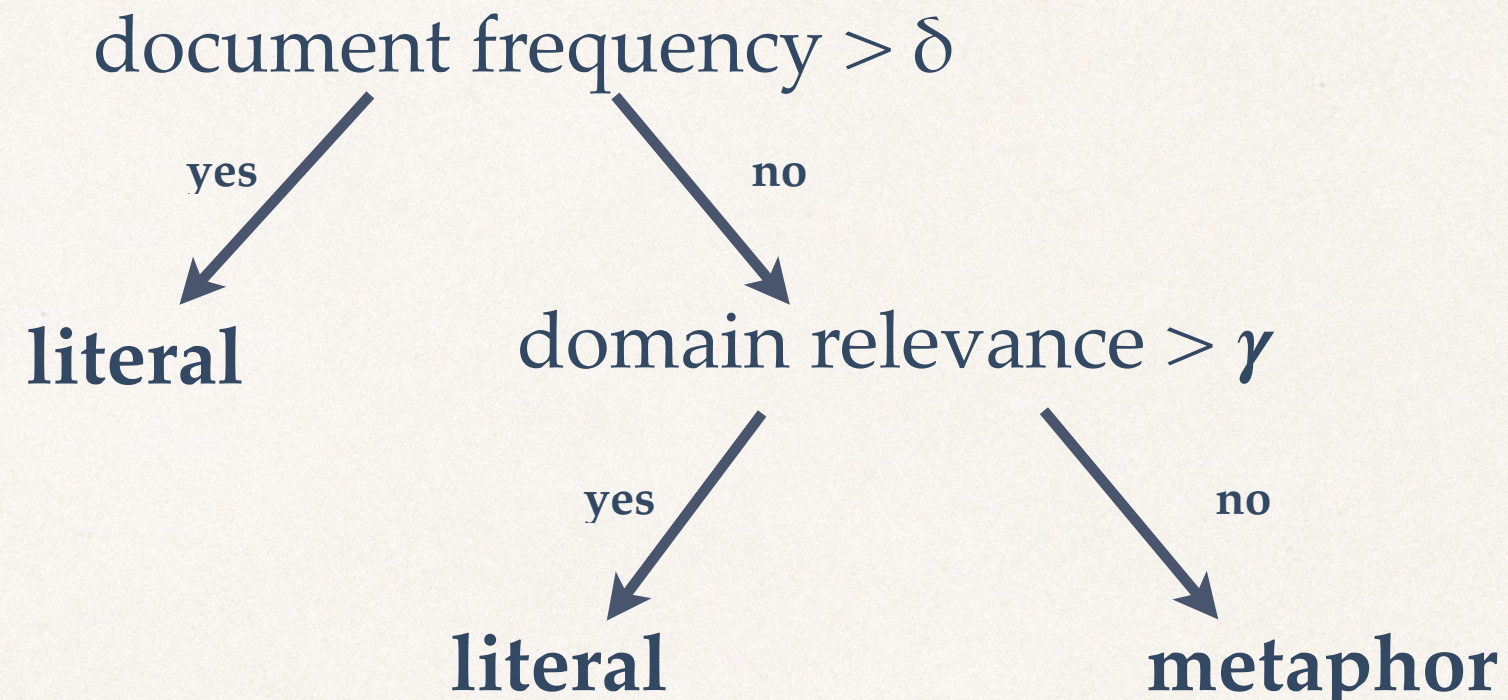 document frequency > δ
yes
no
literal
domain relevance > γ
yes
no
literal
metaphor